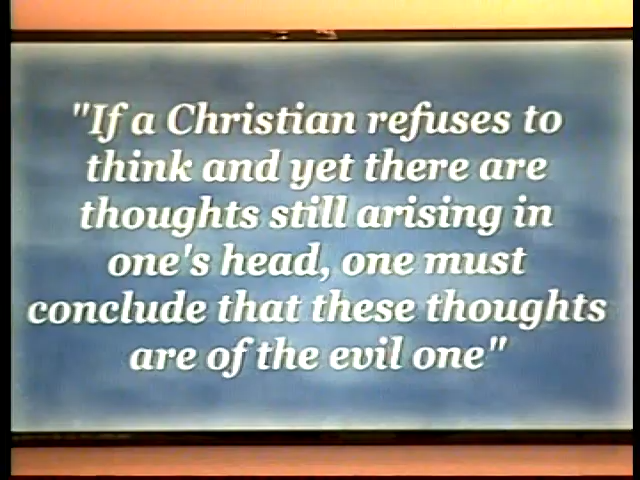 "If a Christian refuses to
think and yet there are
thoughts still arising in
one's head, one must
conclude that these thoughts
are of the evil one"